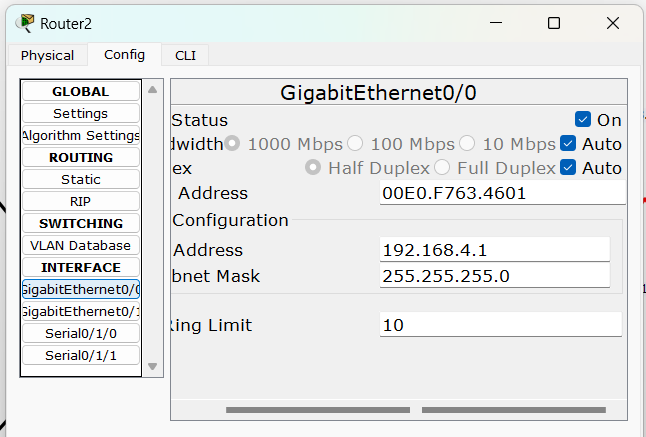 Router2
Physical Config CLI
GLOBAL
Settings
Algorithm Settings
ROUTING
Static
RIP
SWITCHING
VLAN Database
INTERFACE
GigabitEthernet0/0
GigabitEthernet0/1
Serial0/1/0
Serial0/1/1
GigabitEthernet0/0
Status On
dwidth 1000 Mbps 100 Mbps 10 Mbps Auto
ex Half Duplex Full Duplex Auto
Address 00E0.F763.4601
Configuration
Address 192.168.4.1
bnet Mask 255.255.255.0
Ring Limit 10